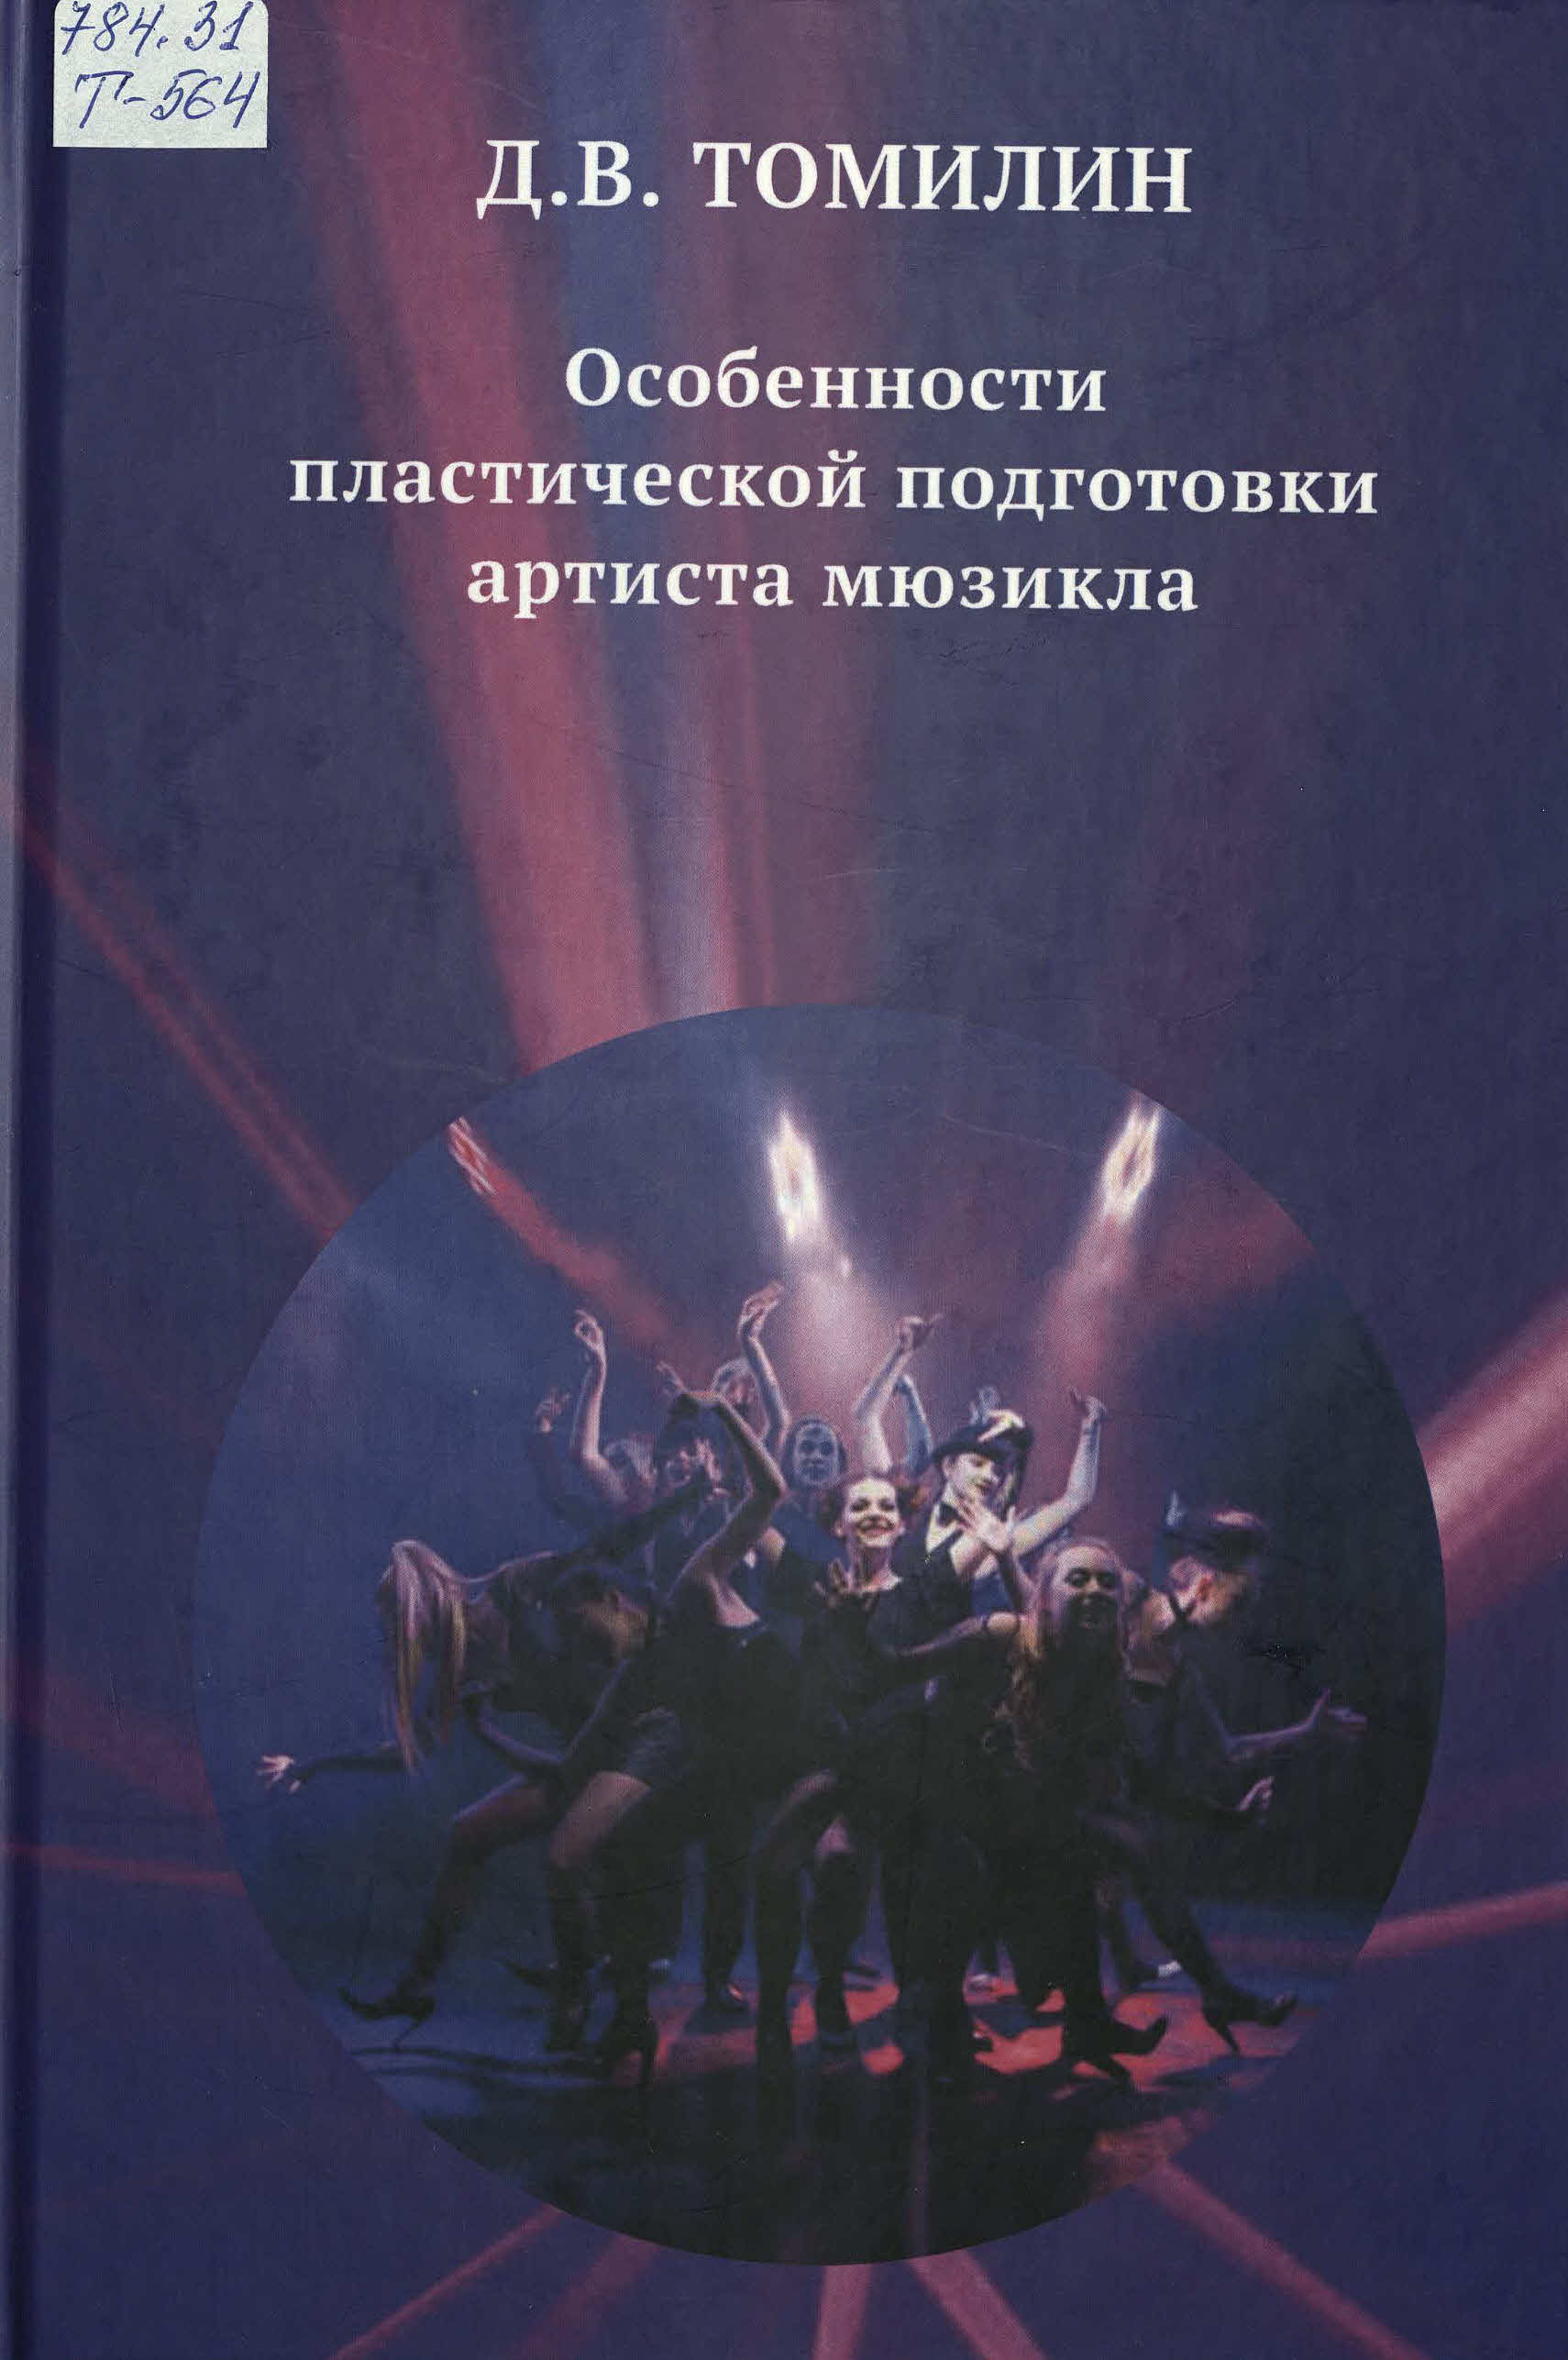 784.31
Т-564
Д.В. ТОМИЛИН
Особенности
пластической подготовки
артиста мюзикла